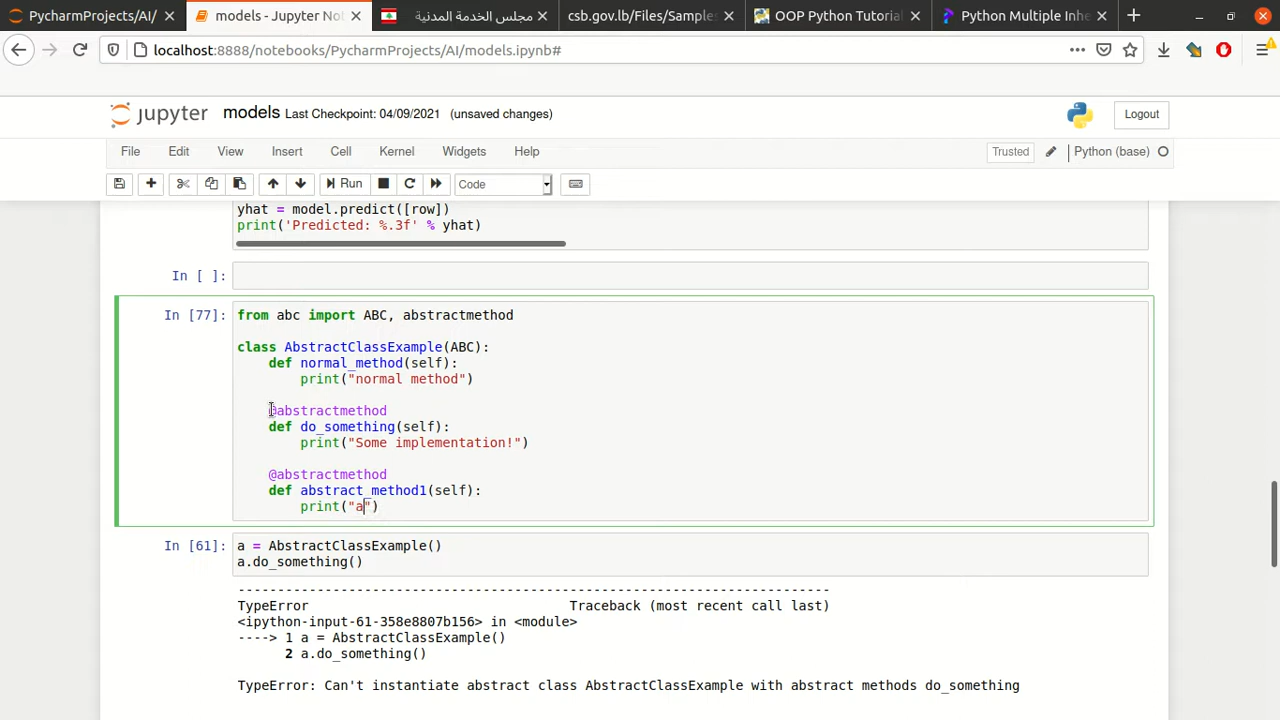 PycharmProjects/AI/
models - Jupyter Not
مجلس الخدمة المدنية
csb.gov.lb/Files/Samples
OOP Python Tutorial
Python Multiple Inhe
localhost:8888/notebooks/PycharmProjects/AI/models.ipynb#
jupyter models Last Checkpoint: 04/09/2021 (unsaved changes)
Logout
File Edit View Insert Cell Kernel Widgets Help
Trusted
Python (base)
Run
Code
yhat = model.predict([row])
print('Predicted: %.3f' % yhat)
In [ ]:
In [77]:
from abc import ABC, abstractmethod
class AbstractClassExample(ABC):
def normal_method(self):
print("normal method")
@abstractmethod
def do_something(self):
print("Some implementation!")
@abstractmethod
def abstract_method1(self):
print("a")
In [61]:
a = AbstractClassExample()
a.do_something()
---------------------------------------------------------------------------
TypeError Traceback (most recent call last)
<ipython-input-61-358e8807b156> in <module>
----> 1 a = AbstractClassExample()
2 a.do_something()
TypeError: Can't instantiate abstract class AbstractClassExample with abstract methods do_something